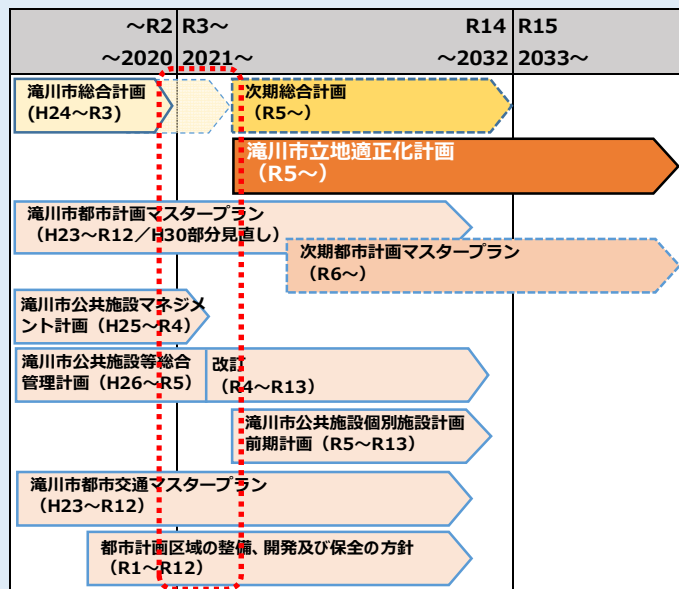 ～R2 R3～ R14 R15
～2020 2021～ ～2032 2033～
滝川市総合計画
(H24～R3)
次期総合計画
（R5～）
滝川市立地適正化計画
（R5～）
滝川市都市計画マスタープラン
（H23～R12／H30部分見直し）
次期都市計画マスタープラン
（R6～）
滝川市公共施設マネジメ
ント計画（H25～R4）
滝川市公共施設等総合
管理計画（H26～R5）
改訂
（R4～R13）
滝川市公共施設個別施設計画
前期計画（R5～R13）
滝川市都市交通マスタープラン
（H23～R12）
都市計画区域の整備、開発及び保全の方針
（R1～R12）